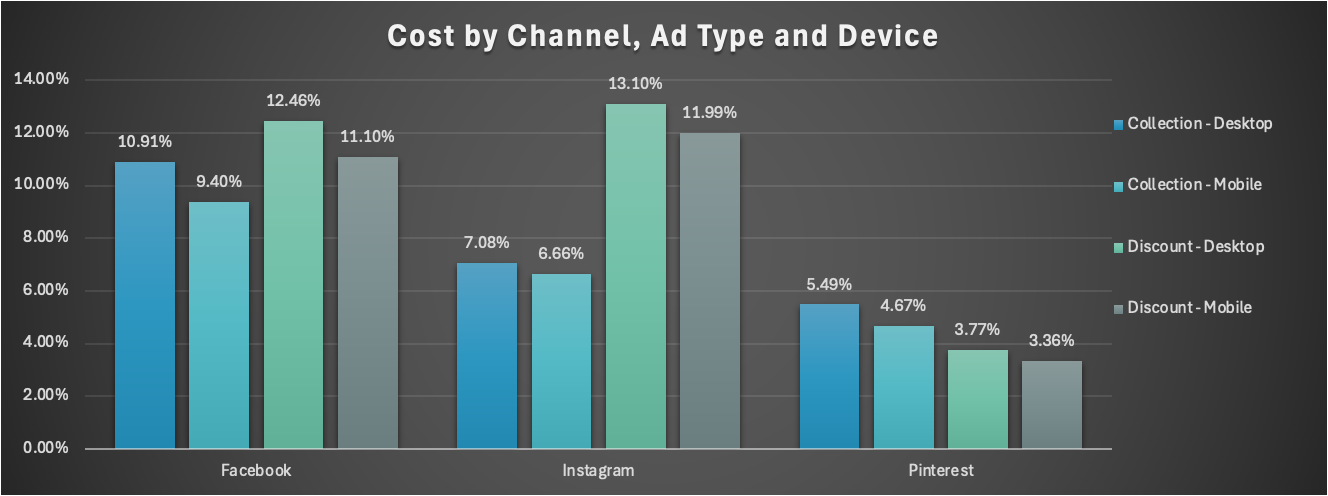 Cost by Channel, Ad Type and Device
14.00%
12.00%
10.00%
8.00%
6.00%
4.00%
2.00%
0.00%
10.91%
9.40%
12.46%
11.10%
7.08%
6.66%
13.10%
11.99%
5.49%
4.67%
3.77%
3.36%
Facebook
Instagram
Pinterest
Collection - Desktop
Collection - Mobile
Discount - Desktop
Discount - Mobile